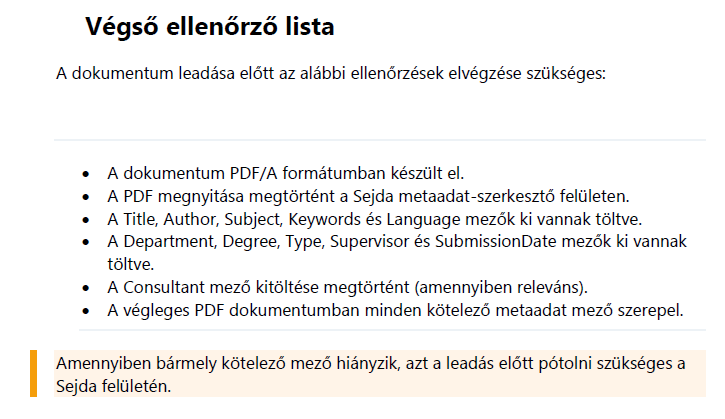 Végső ellenőrző lista
A dokumentum leadása előtt az alábbi ellenőrzések elvégzése szükséges:
• A dokumentum PDF/A formátumban készült el.
• A PDF megnyitása megtörtént a Sejda metaadat-szerkesztő felületen.
• A Title, Author, Subject, Keywords és Language mezők ki vannak töltve.
• A Department, Degree, Type, Supervisor és SubmissionDate mezők ki vannak
töltve.
• A Consultant mező kitöltése megtörtént (amennyiben releváns).
• A végleges PDF dokumentumban minden kötelező metaadat mező szerepel.
Amennyiben bármely kötelező mező hiányzik, azt a leadás előtt pótolni szükséges a
Sejda felületén.